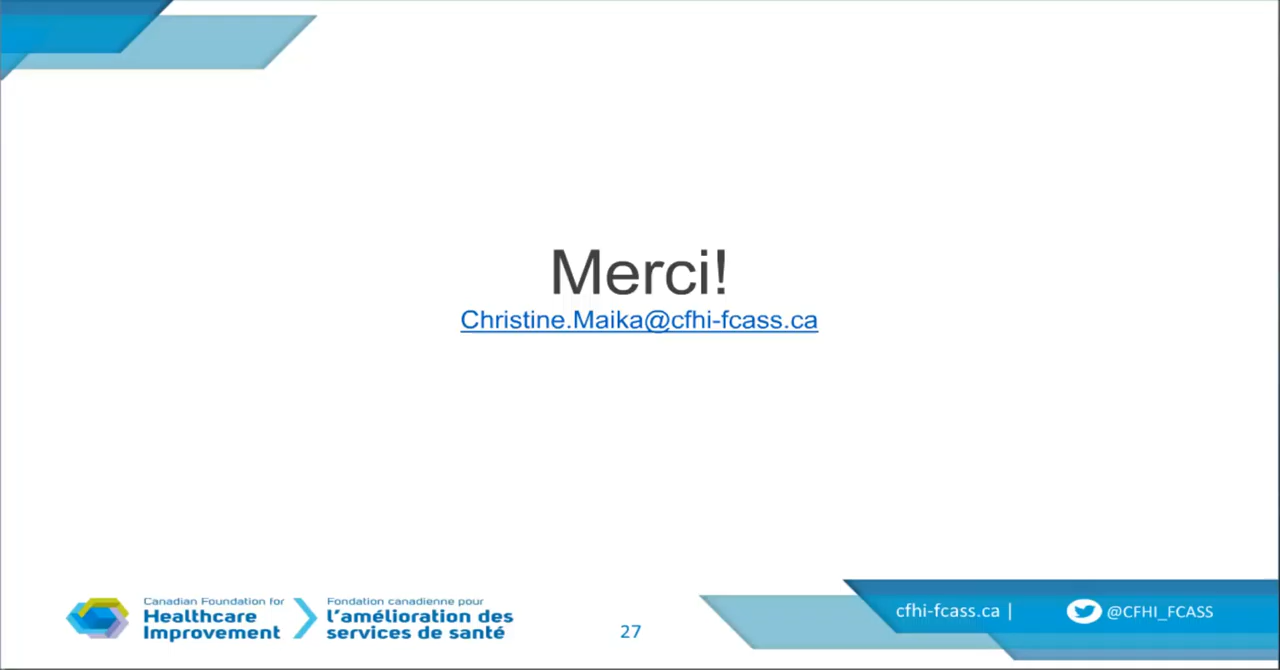 Merci!
Christine.Maika@cfhi-fcass.ca
Canadian Foundation for
Healthcare
Improvement
Fondation canadienne pour
l'amélioration des
services de santé
27
cfhi-fcass.ca |
@CFHI_FCASS